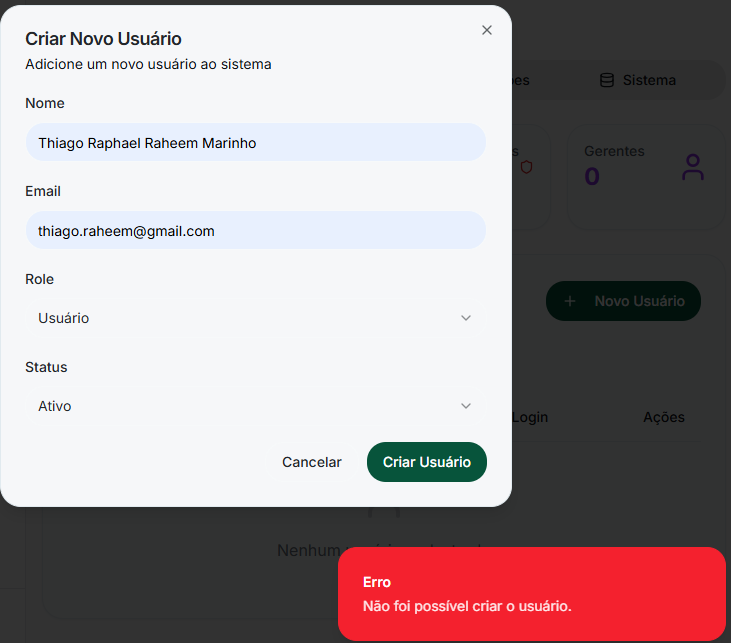 Criar Novo Usuário
Adicione um novo usuário ao sistema
Nome
Thiago Raphael Raheem Marinho
Email
thiago.raheem@gmail.com
Role
Usuário
Status
Ativo
Cancelar
Criar Usuário
Sistema
Gerentes
0
Novo Usuário
Login
Ações
Nenhum
Erro
Não foi possível criar o usuário.